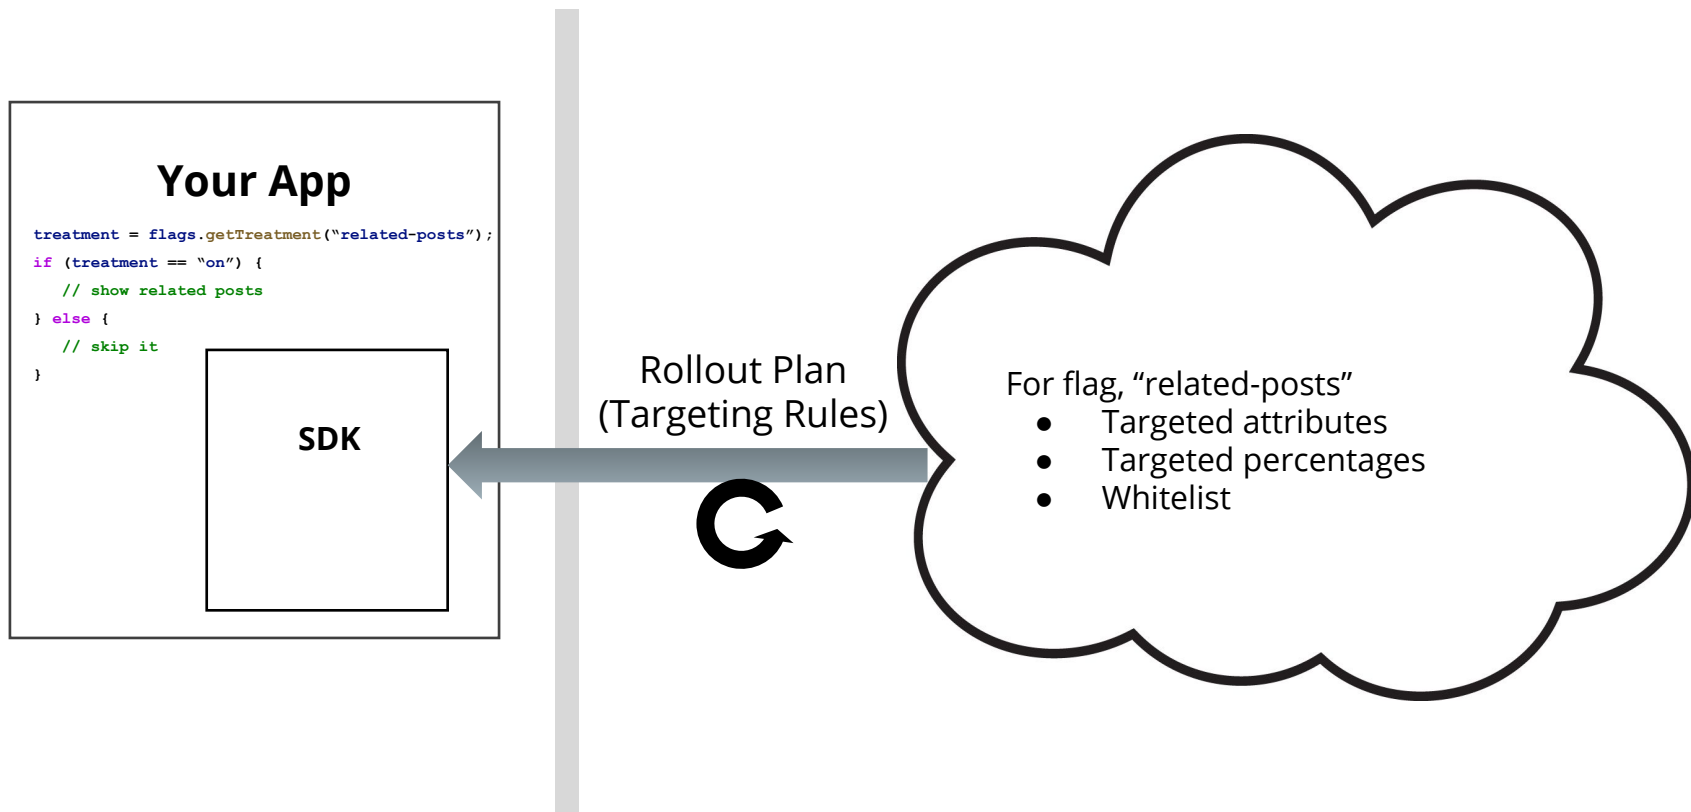 Your App
treatment = flags.getTreatment(“related-posts”);
if (treatment == “on”) {
// show related posts
} else {
// skip it
}
SDK
Rollout Plan
(Targeting Rules)
For flag, “related-posts”
● Targeted attributes
● Targeted percentages
● Whitelist